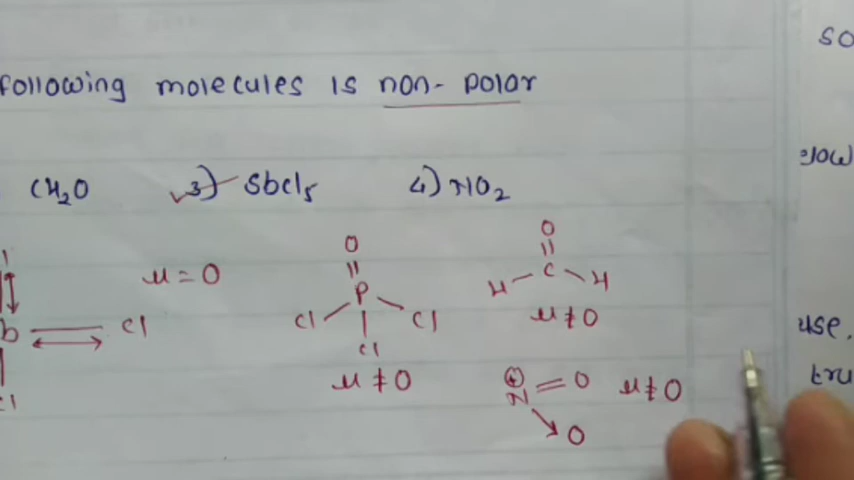 following molecules is non-polar
CH2O 3) Sbcl5 4) NO2
μ = 0
O
||
P
Cl Cl
Cl
μ ≠ 0
O
||
C
H H
μ ≠ 0
Cl
⊕
N = O μ ≠ 0
O
so
use.